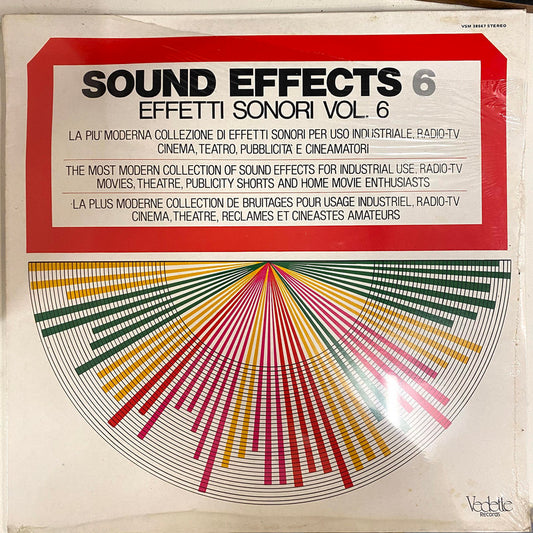 VSM 38567 STEREO
SOUND EFFECTS 6
EFFETTI SONORI VOL. 6
LA PIU' MODERNA COLLEZIONE DI EFFETTI SONORI PER USO INDUSTRIALE, RADIO-TV
CINEMA, TEATRO, PUBBLICITA' E CINEAMATORI
THE MOST MODERN COLLECTION OF SOUND EFFECTS FOR INDUSTRIAL USE, RADIO-TV
MOVIES, THEATRE, PUBLICITY SHORTS AND HOME MOVIE ENTHUSIASTS
LA PLUS MODERNE COLLECTION DE BRUITAGES POUR USAGE INDUSTRIEL, RADIO-TV
CINEMA, THEATRE, RECLAMES ET CINEASTES AMATEURS
Vedette
RECORDS